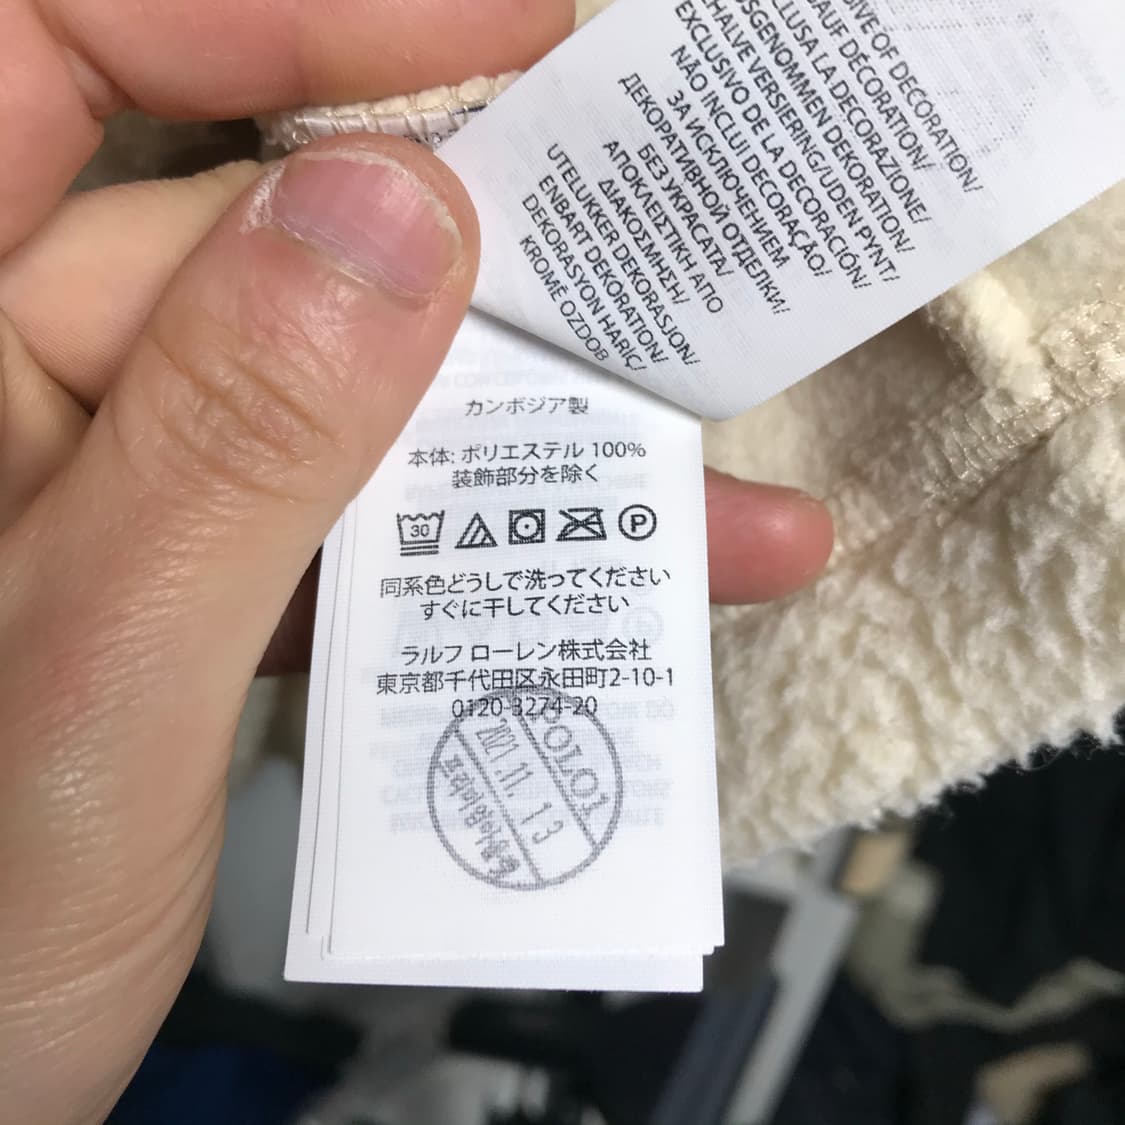 SIVE OF DECORATION/
SAUF DÉCORATION/
CLUSA LA DECORAZIONE/
USGENOMMEN DEKORATION/
HALVE VERSIERING/UDEN PYNT/
EXCLUSIVO DE LA DECORACIÓN/
NÃO INCLUI DECORAÇÃO/
ЗА ИСКЛЮЧЕНИЕМ
ДЕКОРАТИВНОЙ ОТДЕЛКИ/
БЕЗ УКРАСАТА/
ΑΠΟΚΛΕΙΣΤΙΚΗ ΑΠΟ
ΔΙΑΚΟΣΜΗΣΗ/
UTELUKKER DEKORASJON/
ENBART DEKORATION/
DEKORASYON HARİÇ/
KROMĚ OZDOB
カンボジア製
本体: ポリエステル 100%
装飾部分を除く
30
P
同系色どうしで洗ってください
すぐに干してください
ラルフ ローレン株式会社
東京都千代田区永田町2-10-1
0120-3274-20
POLO1
2021.11.13